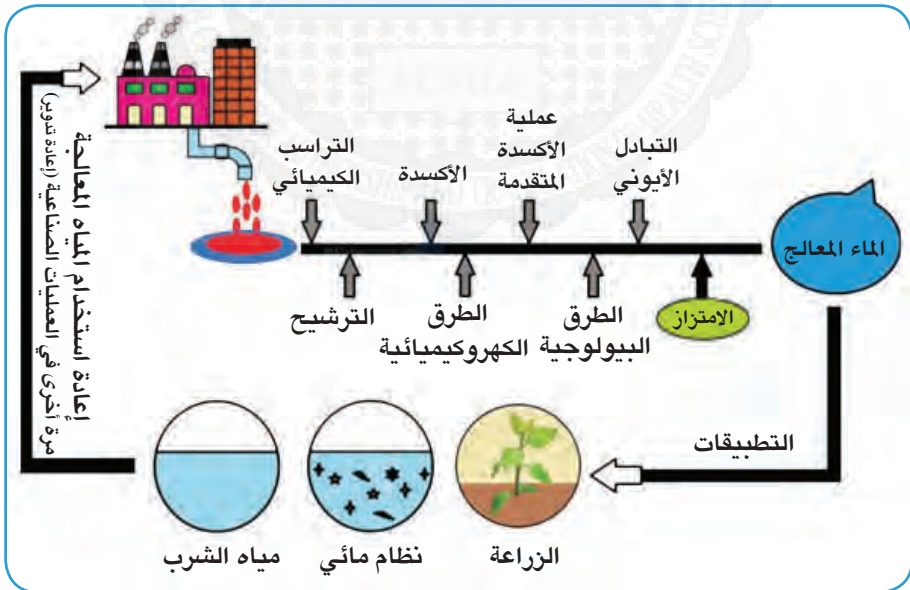 التراسب
الكيميائي
الأكسدة
عملية
الأكسدة
المتقدمة
التبادل
الأيوني
الماء المعالج
الترشيح
الطرق
الكهروكيميائية
الطرق
البيولوجية
الامتزاز
التطبيقات
الزراعة
نظام مائي
مياه الشرب
إعادة استخدام المياه المعالجة
مرة أخرى في العمليات الصناعية (إعادة تدوير)